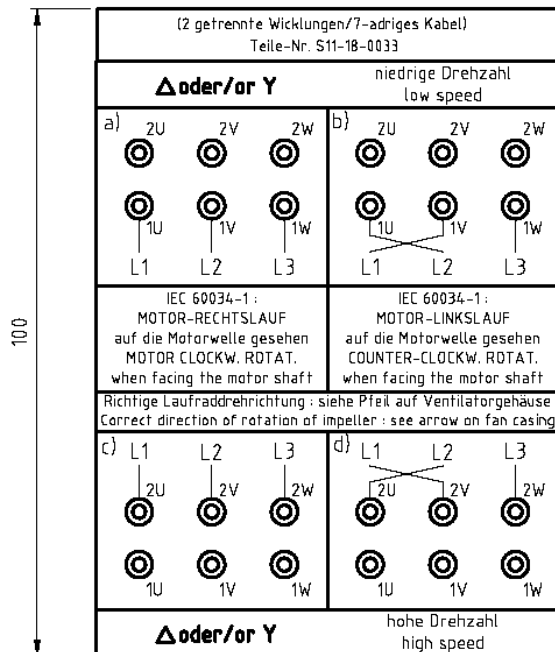 (2 getrennte Wicklungen/7-adriges Kabel)
Teile-Nr. S11-18-0033
Δoder/or Y
niedrige Drehzahl
low speed
a)
2U 2V 2W
1U 1V 1W
L1 L2 L3
b)
2U 2V 2W
1U 1V 1W
L1 L2 L3
IEC 60034-1 :
MOTOR-RECHTSLAUF
auf die Motorwelle gesehen
MOTOR CLOCKW. ROTAT.
when facing the motor shaft
IEC 60034-1 :
MOTOR-LINKSLAUF
auf die Motorwelle gesehen
COUNTER-CLOCKW. ROTAT.
when facing the motor shaft
Richtige Laufraddrehrichtung : siehe Pfeil auf Ventilatorgehäuse
Correct direction of rotation of impeller : see arrow on fan casing
c)
L1 L2 L3
2U 2V 2W
1U 1V 1W
d)
L1 L2 L3
2U 2V 2W
1U 1V 1W
Δoder/or Y
hohe Drehzahl
high speed
100